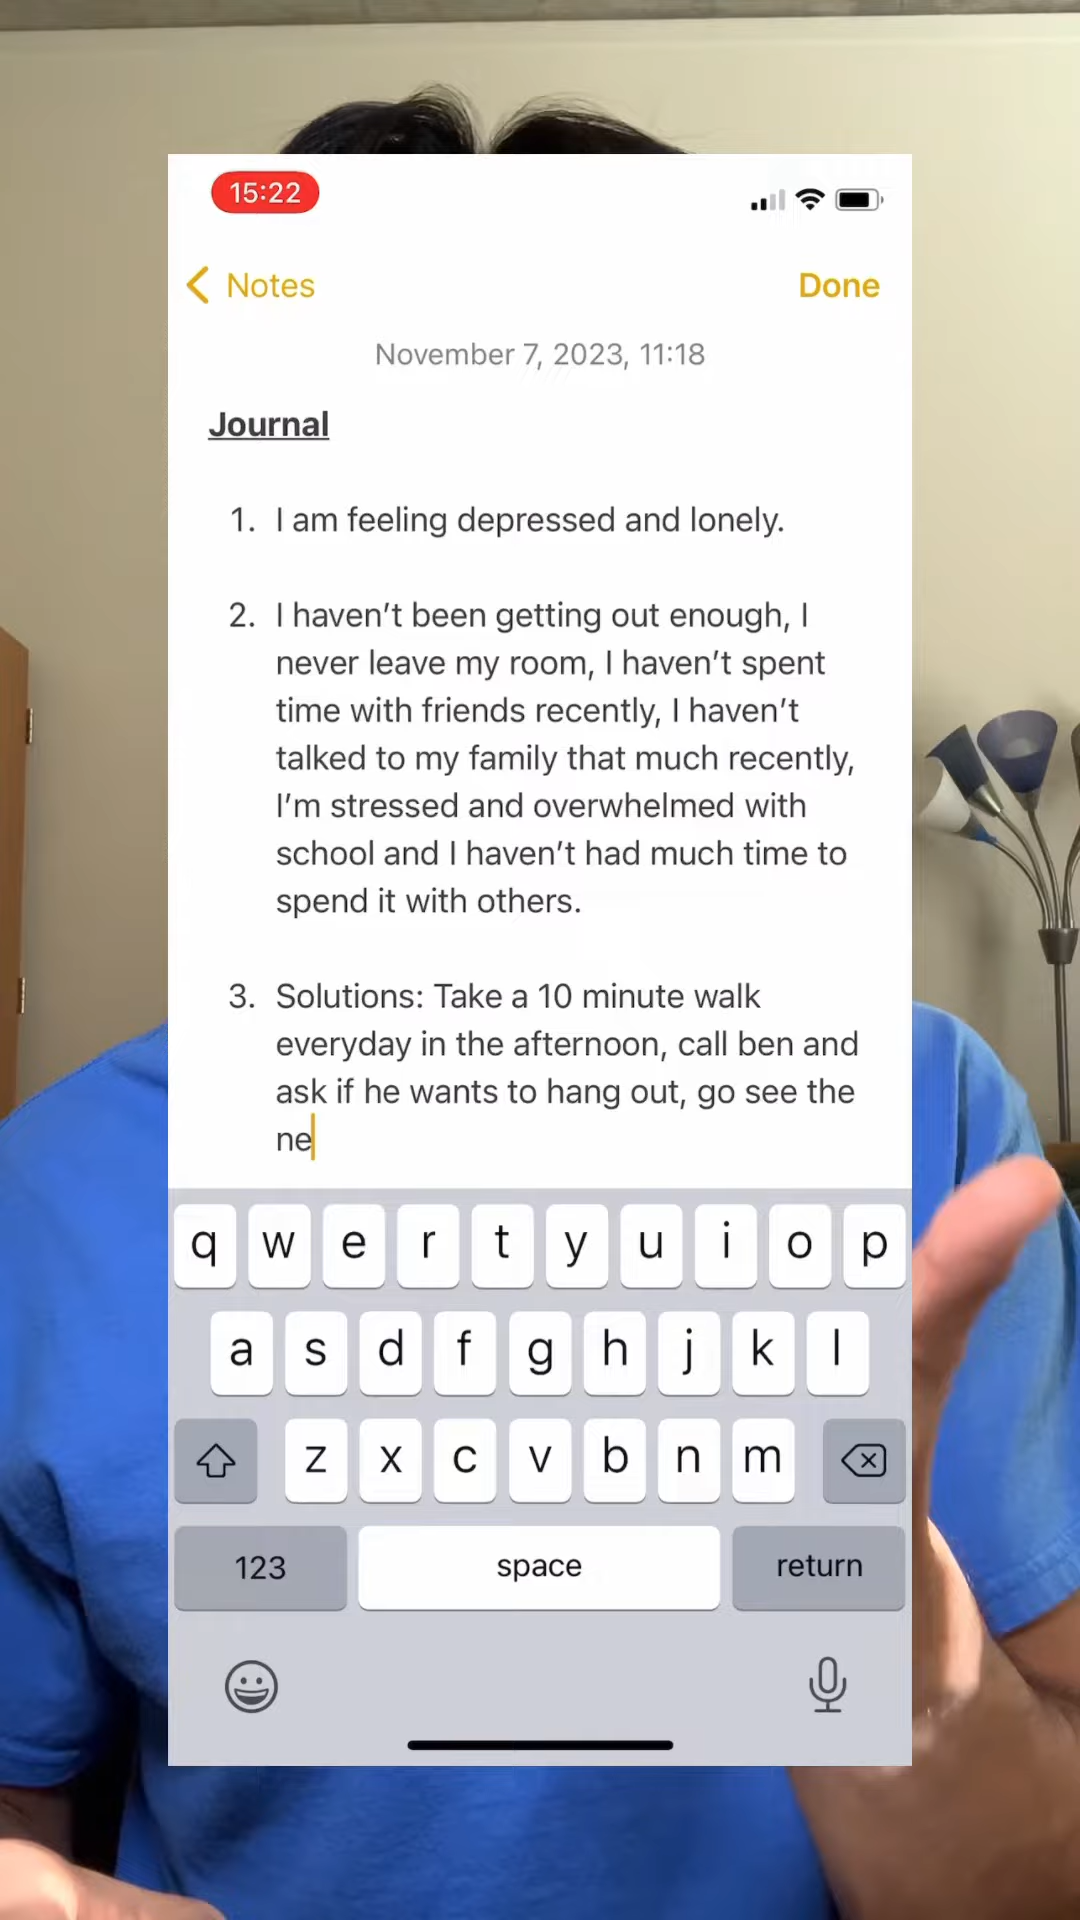 15:22
Notes
Done
November 7, 2023, 11:18
Journal
1. I am feeling depressed and lonely.
2. I haven't been getting out enough, I
never leave my room, I haven't spent
time with friends recently, I haven't
talked to my family that much recently,
I'm stressed and overwhelmed with
school and I haven't had much time to
spend it with others.
3. Solutions: Take a 10 minute walk
everyday in the afternoon, call ben and
ask if he wants to hang out, go see the
ne
q w e r t y u i o p
a s d f g h j k l
z x c v b n m
123 space return